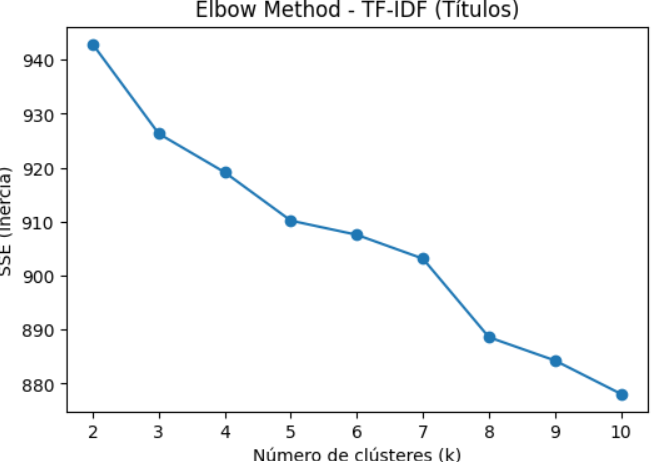 Elbow Method - TF-IDF (Títulos)
940
930
920
910
900
890
880
SSE (Inercia)
2 3 4 5 6 7 8 9 10
Número de clústeres (k)